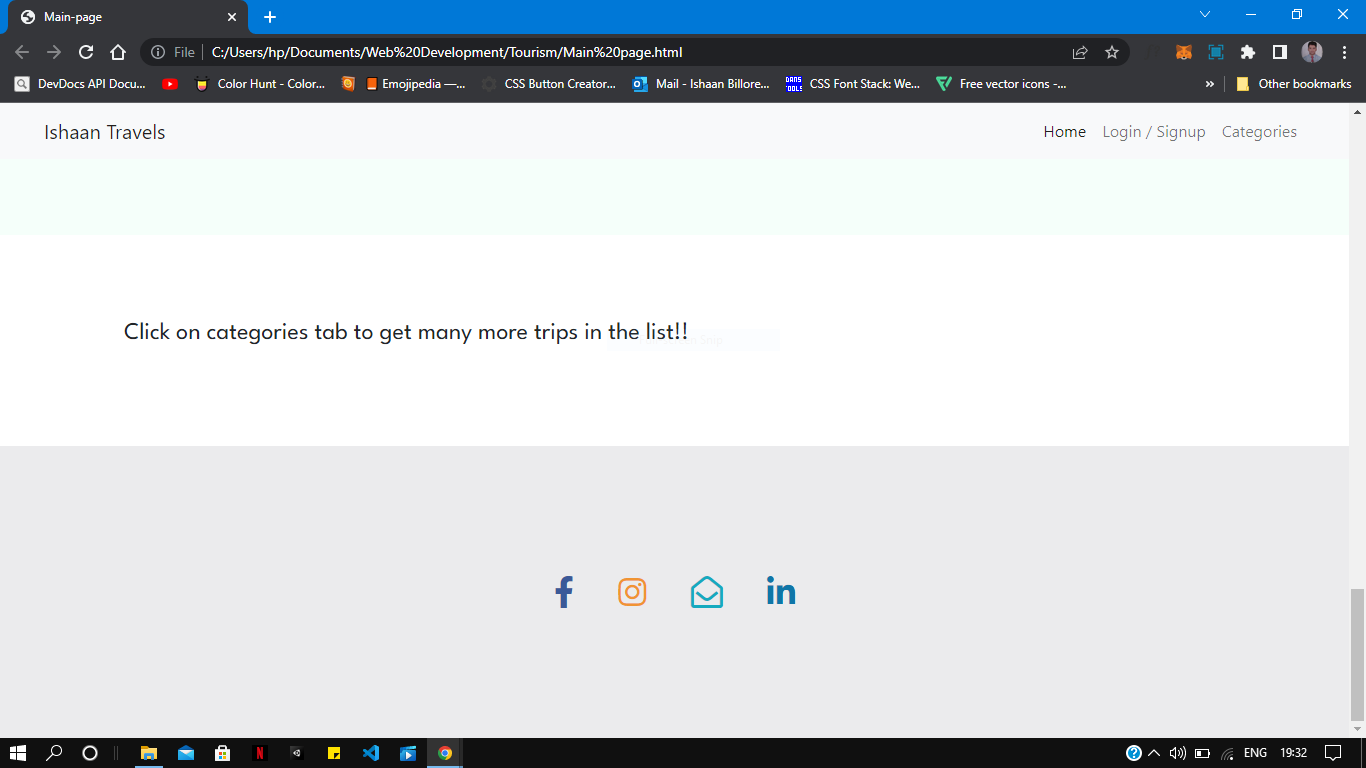 Main-page
File
C:/Users/hp/Documents/Web%20Development/Tourism/Main%20page.html
DevDocs API Docu...
Color Hunt - Color...
Emojipedia —...
CSS Button Creator...
Mail - Ishaan Billore...
DANS TOOLS
CSS Font Stack: We...
Free vector icons -...
»
Other bookmarks
Ishaan Travels
Home
Login / Signup
Categories
Click on categories tab to get many more trips in the list!!
ENG
19:32